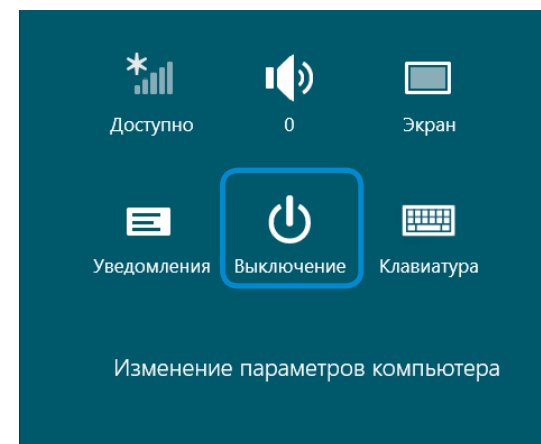 Доступно 0 Экран
Уведомления Выключение Клавиатура
Изменение параметров компьютера